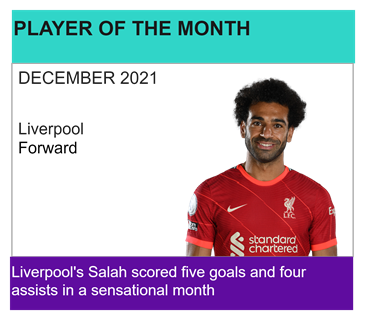 PLAYER OF THE MONTH
DECEMBER 2021
Liverpool
Forward
L.F.C.
standard
chartered
Liverpool's Salah scored five goals and four
assists in a sensational month